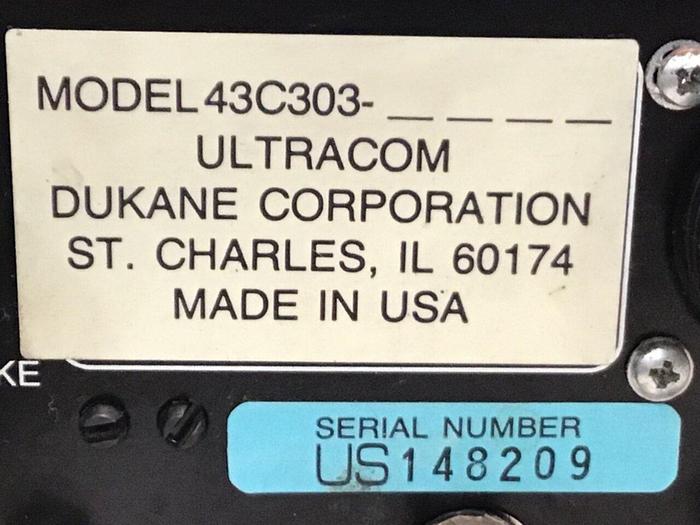 MODEL 43C303-_ _ _ _
ULTRACOM
DUKANE CORPORATION
ST. CHARLES, IL 60174
MADE IN USA
KE
SERIAL NUMBER
US148209